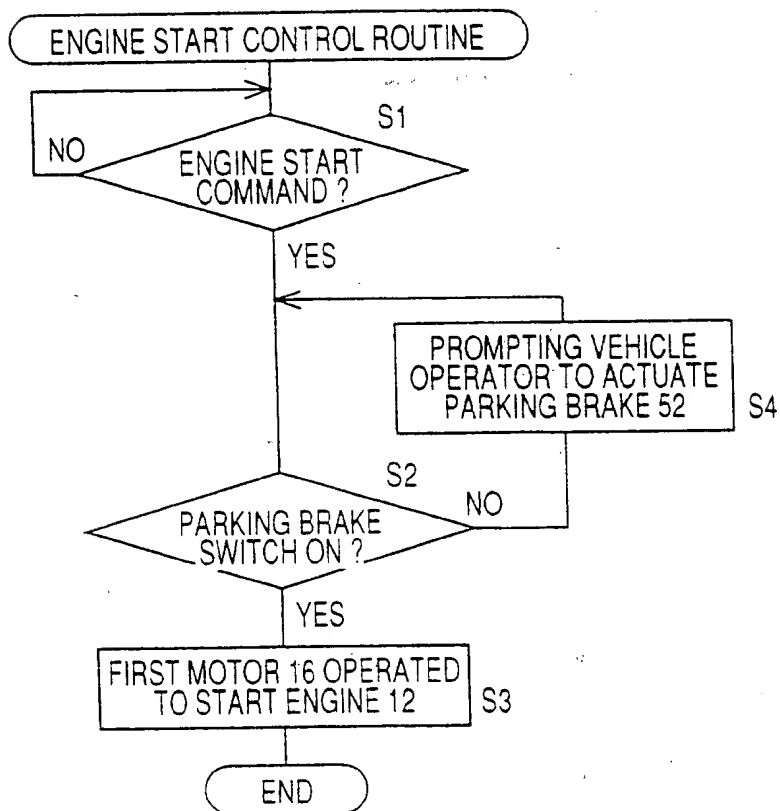 ENGINE START CONTROL ROUTINE
S1
NO
ENGINE START
COMMAND ?
YES
PROMPTING VEHICLE
OPERATOR TO ACTUATE
PARKING BRAKE 52
S4
S2
NO
PARKING BRAKE
SWITCH ON ?
YES
FIRST MOTOR 16 OPERATED
TO START ENGINE 12
S3
END